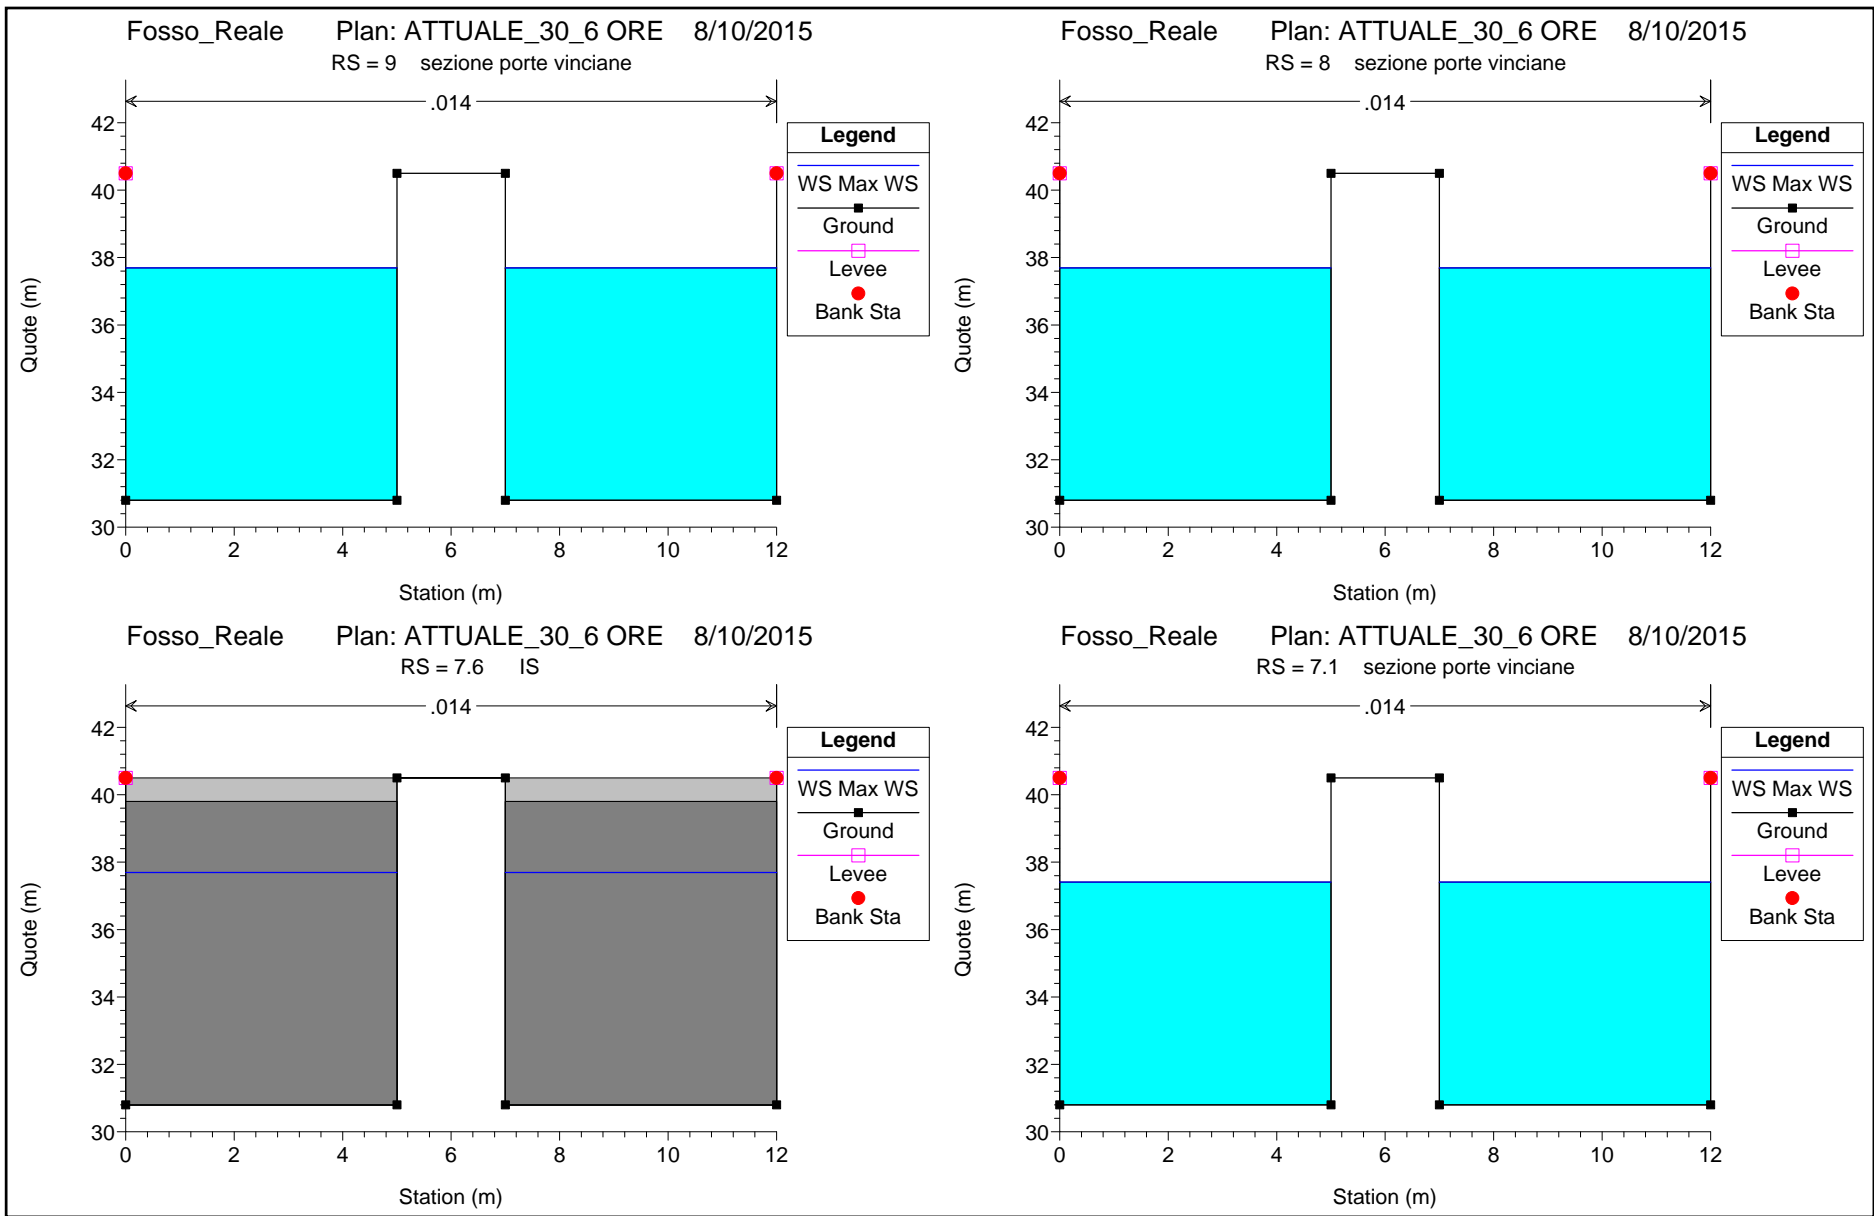 Fosso_Reale Plan: ATTUALE_30_6 ORE 8/10/2015
RS = 9 sezione porte vinciane
.014
42
40
38
36
34
32
30
Quote (m)
0 2 4 6 8 10 12
Station (m)
Legend
WS Max WS
Ground
Levee
Bank Sta
Fosso_Reale Plan: ATTUALE_30_6 ORE 8/10/2015
RS = 8 sezione porte vinciane
.014
42
40
38
36
34
32
30
Quote (m)
0 2 4 6 8 10 12
Station (m)
Legend
WS Max WS
Ground
Levee
Bank Sta
Fosso_Reale Plan: ATTUALE_30_6 ORE 8/10/2015
RS = 7.6 IS
.014
42
40
38
36
34
32
30
Quote (m)
0 2 4 6 8 10 12
Station (m)
Legend
WS Max WS
Ground
Levee
Bank Sta
Fosso_Reale Plan: ATTUALE_30_6 ORE 8/10/2015
RS = 7.1 sezione porte vinciane
.014
42
40
38
36
34
32
30
Quote (m)
0 2 4 6 8 10 12
Station (m)
Legend
WS Max WS
Ground
Levee
Bank Sta